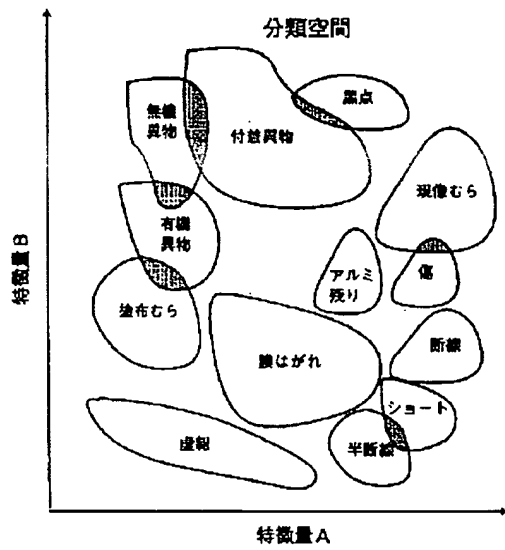 分類空間
無機
異物
付着異物
黒点
現像むら
有機
異物
アルミ
残り
傷
塗布むら
膜はがれ
断線
ショート
虚報
半断線
特徴量B
特徴量A